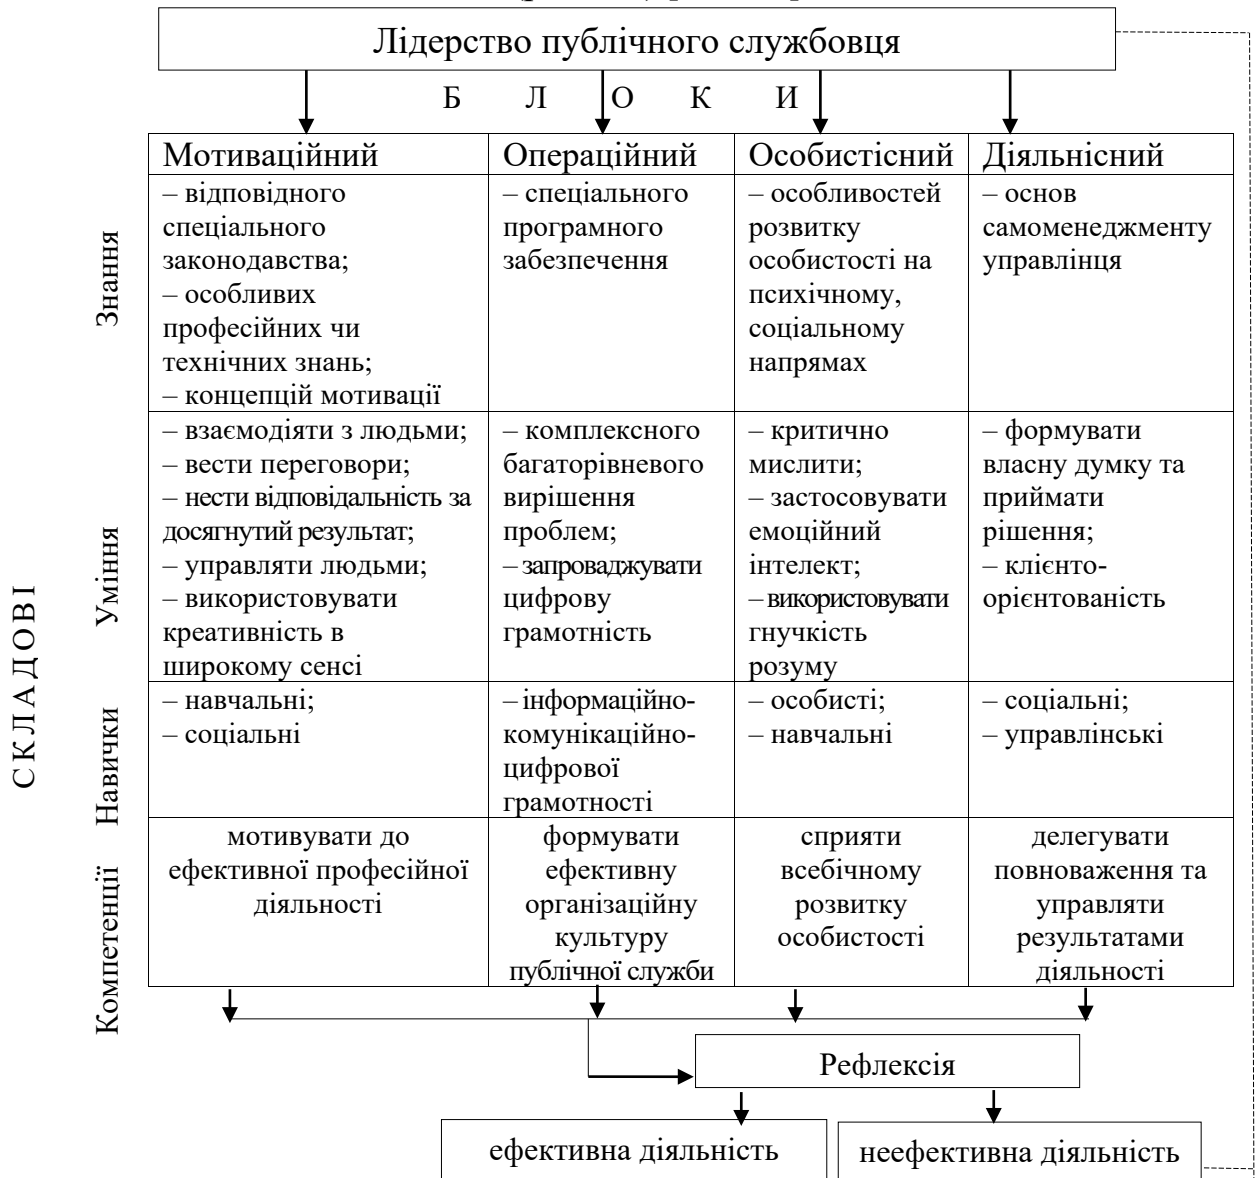 Лідерство публічного службовця
Б Л О К И
Мотиваційний
Операційний
Особистісний
Діяльнісний
СКЛАДОВІ
Знання
– відповідного
спеціального
законодавства;
– особливих
професійних чи
технічних знань;
– концепцій мотивації
– спеціального
програмного
забезпечення
– особливостей
розвитку
особистості на
психічному,
соціальному
напрямах
– основ
самоменеджменту
управлінця
Уміння
– взаємодіяти з людьми;
– вести переговори;
– нести відповідальність за
досягнутий результат;
– управляти людьми;
– використовувати
креативність в
широкому сенсі
– комплексного
багаторівневого
вирішення
проблем;
– запроваджувати
цифрову
грамотність
– критично
мислити;
– застосовувати
емоційний
інтелект;
– використовувати
гнучкість
розуму
– формувати
власну думку та
приймати
рішення;
– клієнто-
орієнтованість
Навички
– навчальні;
– соціальні
– інформаційно-
комунікаційно-
цифрової
грамотності
– особисті;
– навчальні
– соціальні;
– управлінські
Компетенції
мотивувати до
ефективної професійної
діяльності
формувати
ефективну
організаційну
культуру
публічної служби
сприяти
всебічному
розвитку
особистості
делегувати
повноваження та
управляти
результатами
діяльності
Рефлексія
ефективна діяльність
неефективна діяльність